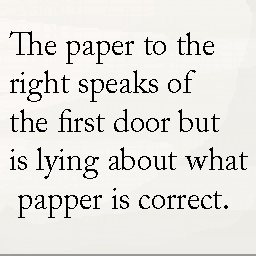 The paper to the
right speaks of
the first door but
is lying about what
papper is correct.